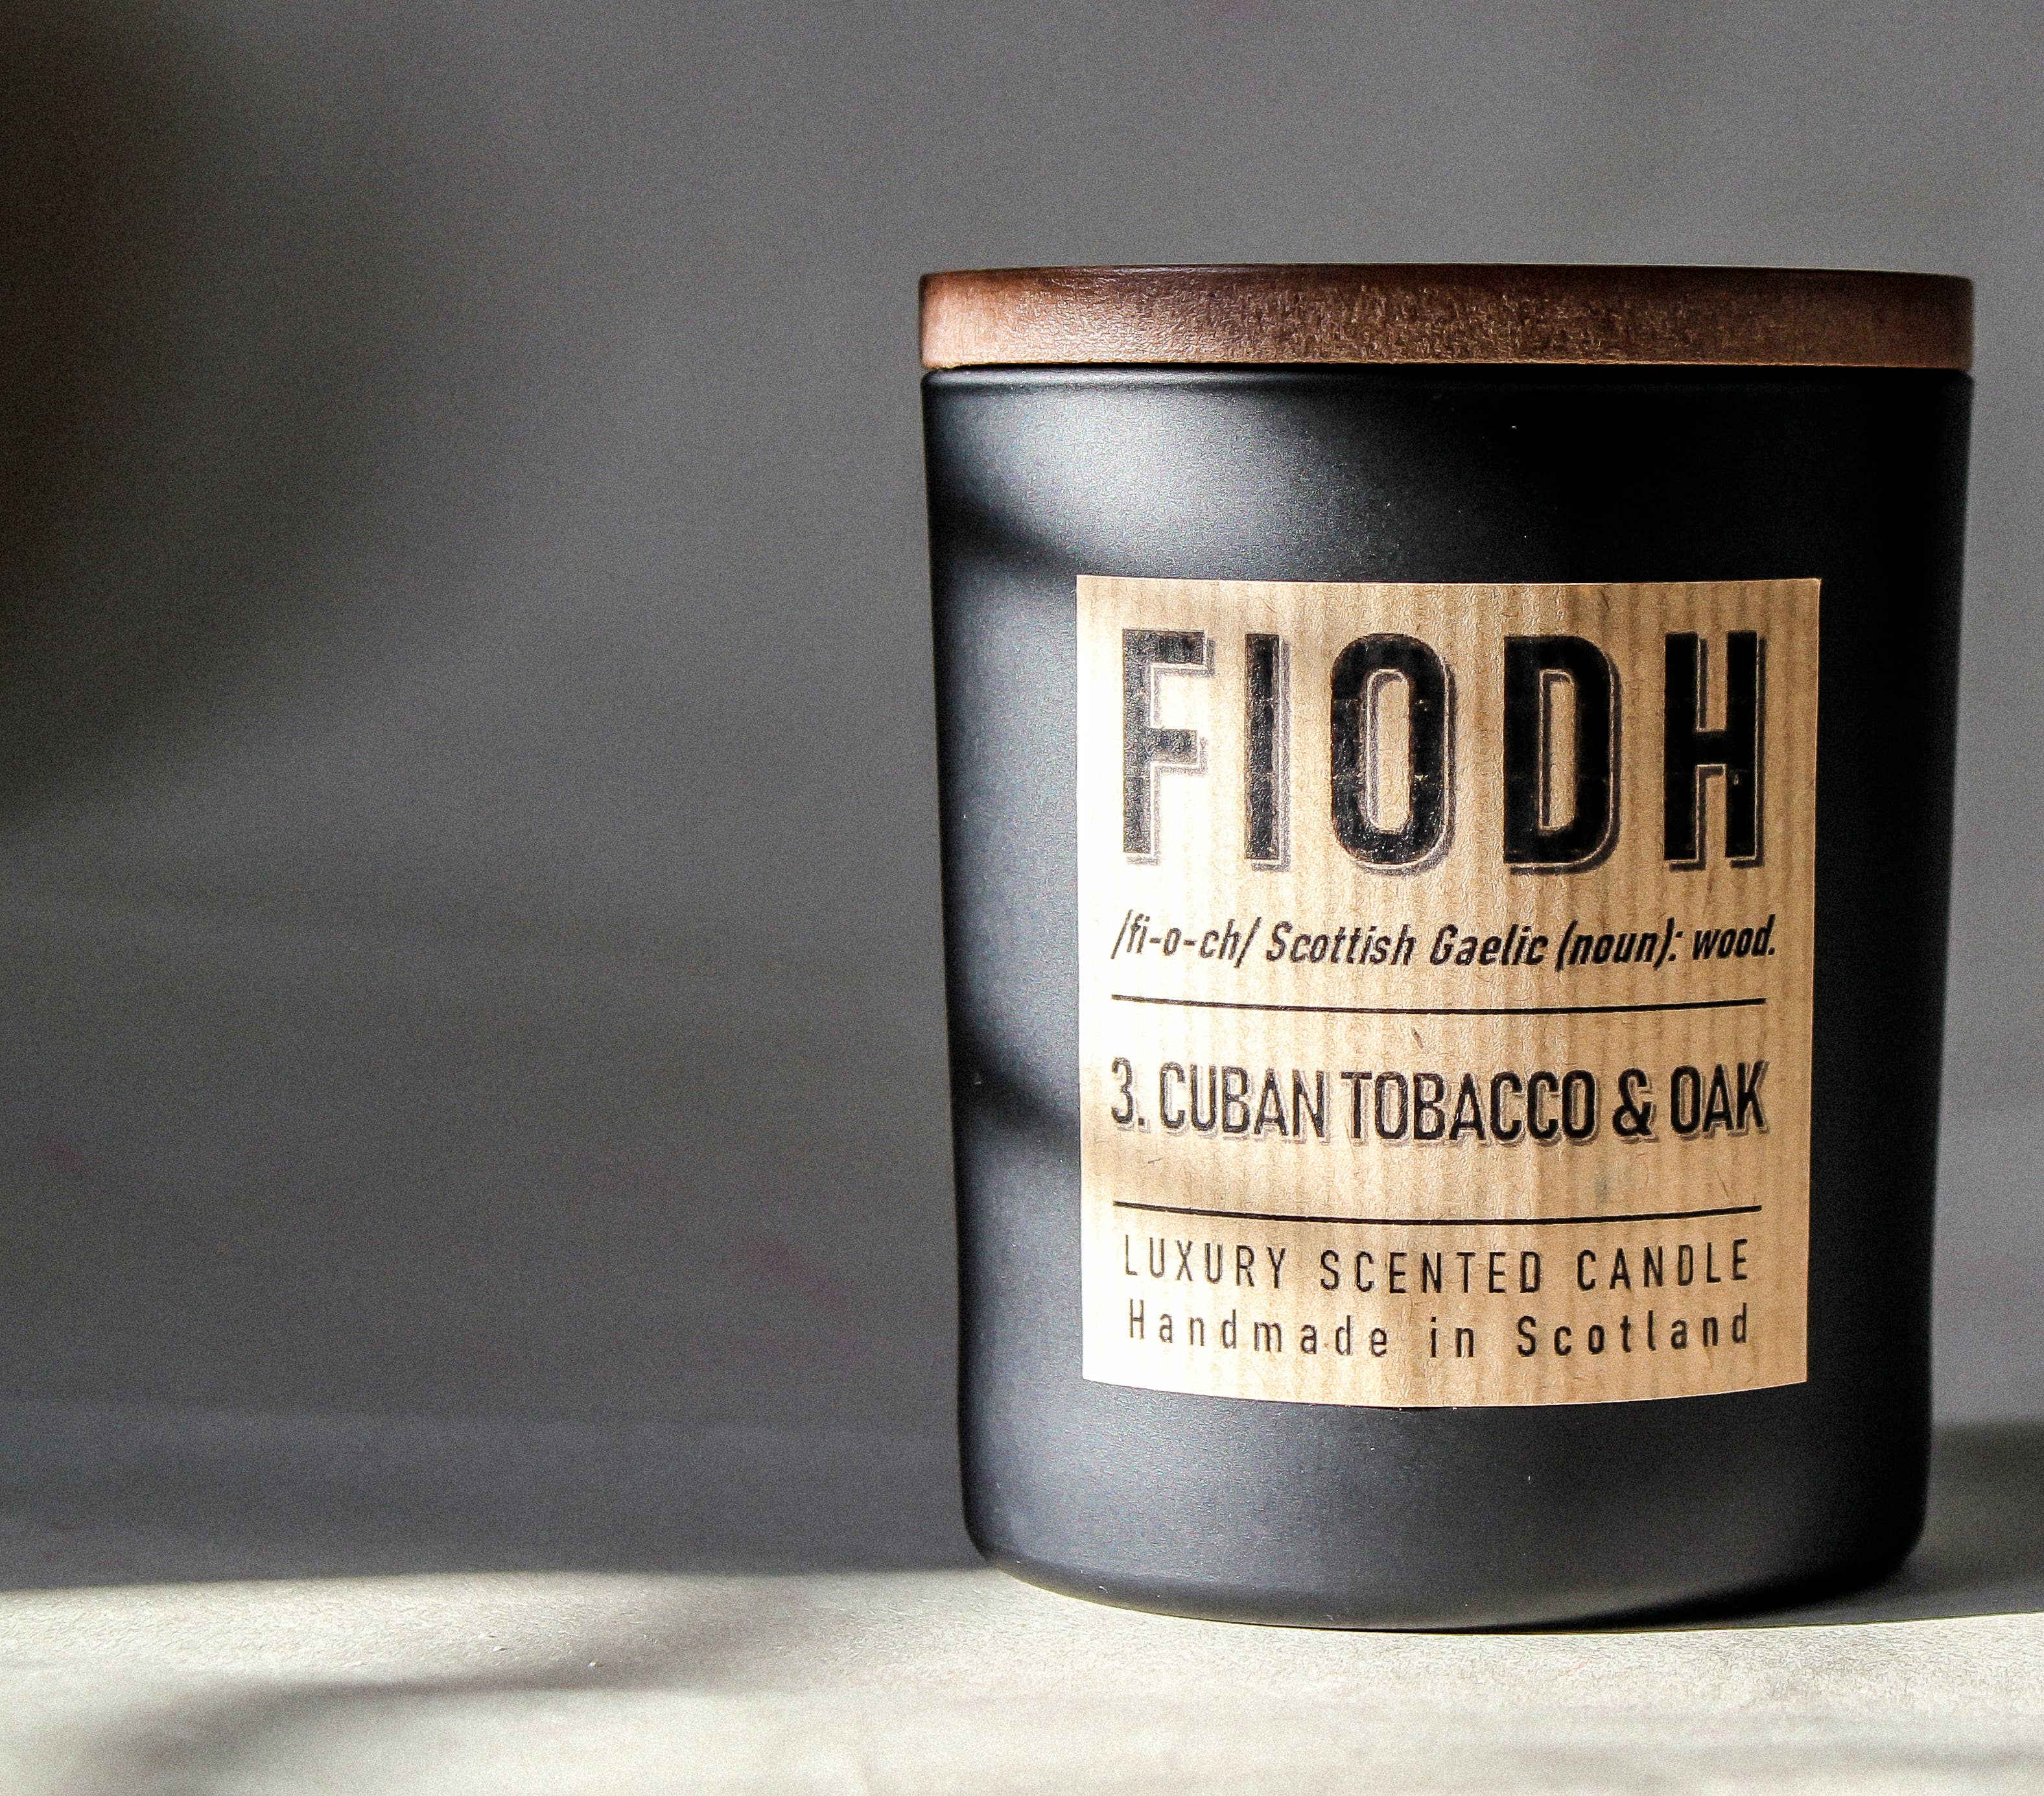 FIODH
/fi-o-ch/ Scottish Gaelic (noun): wood.
3. CUBAN TOBACCO & OAK
LUXURY SCENTED CANDLE
Handmade in Scotland